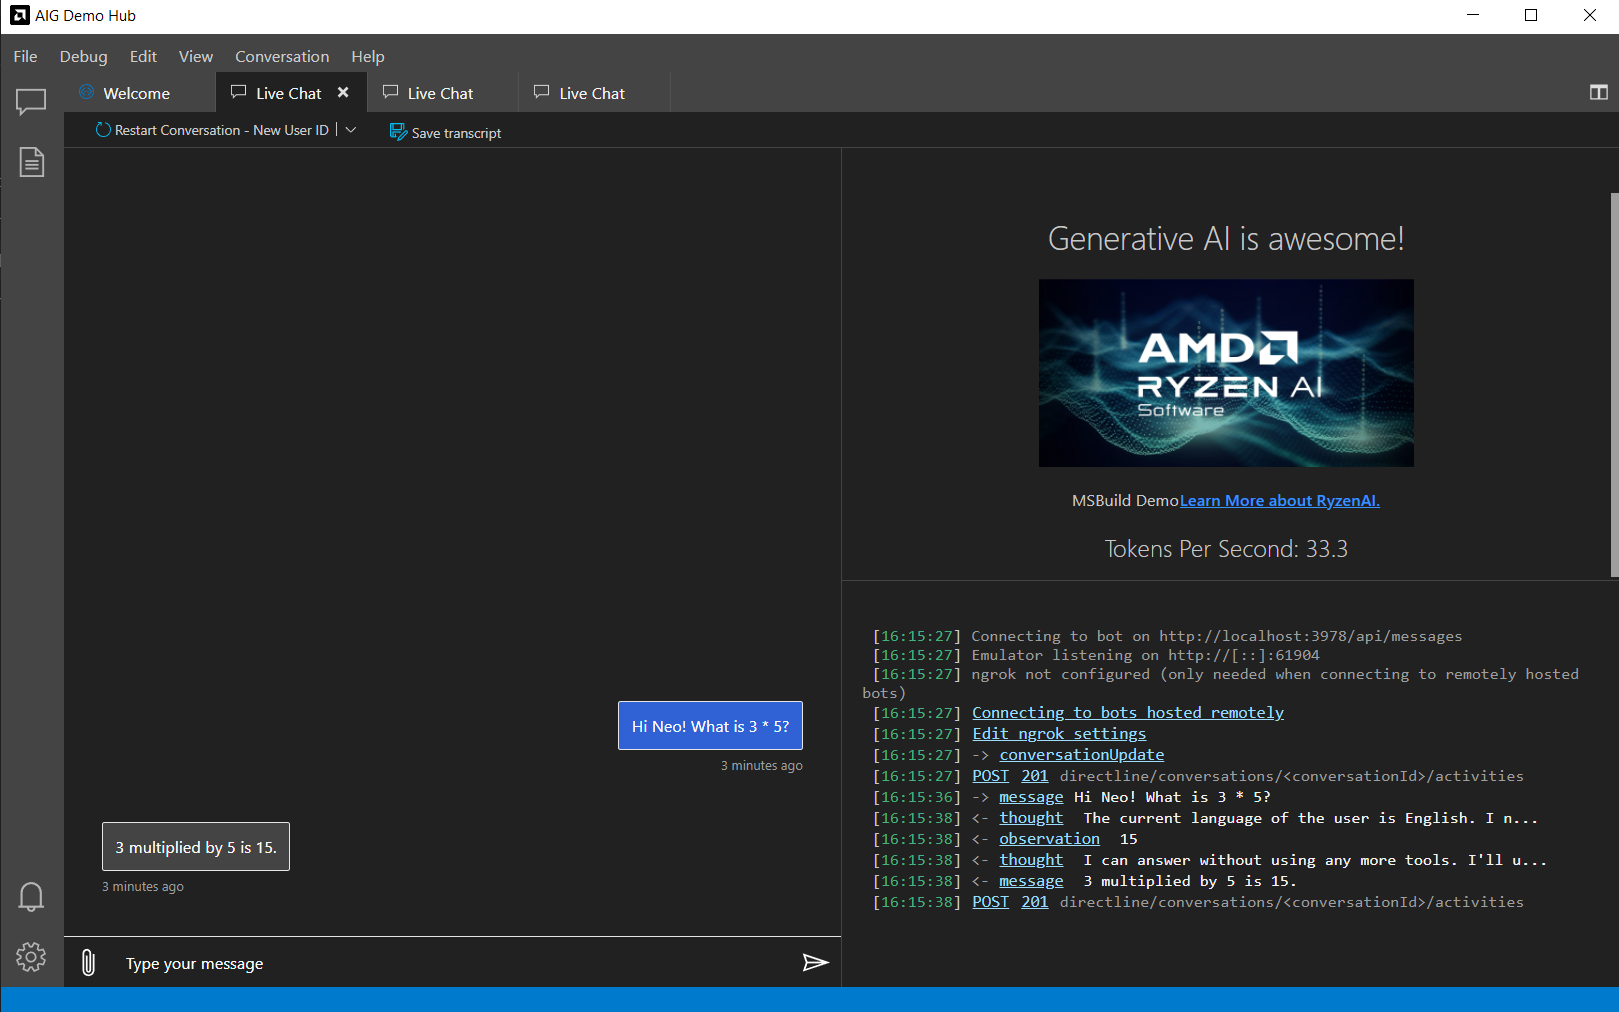 AIG Demo Hub
File Debug Edit View Conversation Help
Welcome Live Chat Live Chat Live Chat
Restart Conversation - New User ID Save transcript
Generative AI is awesome!
AMD
RYZEN AI
Software
MSBuild DemoLearn More about RyzenAI.
Tokens Per Second: 33.3
Hi Neo! What is 3 * 5?
3 minutes ago
3 multiplied by 5 is 15.
3 minutes ago
Type your message
[16:15:27] Connecting to bot on http://localhost:3978/api/messages
[16:15:27] Emulator listening on http://[::]:61904
[16:15:27] ngrok not configured (only needed when connecting to remotely hosted
bots)
[16:15:27] Connecting to bots hosted remotely
[16:15:27] Edit ngrok settings
[16:15:27] -> conversationUpdate
[16:15:27] POST 201 directline/conversations/<conversationId>/activities
[16:15:36] -> message Hi Neo! What is 3 * 5?
[16:15:38] <- thought The current language of the user is English. I n...
[16:15:38] <- observation 15
[16:15:38] <- thought I can answer without using any more tools. I'll u...
[16:15:38] <- message 3 multiplied by 5 is 15.
[16:15:38] POST 201 directline/conversations/<conversationId>/activities